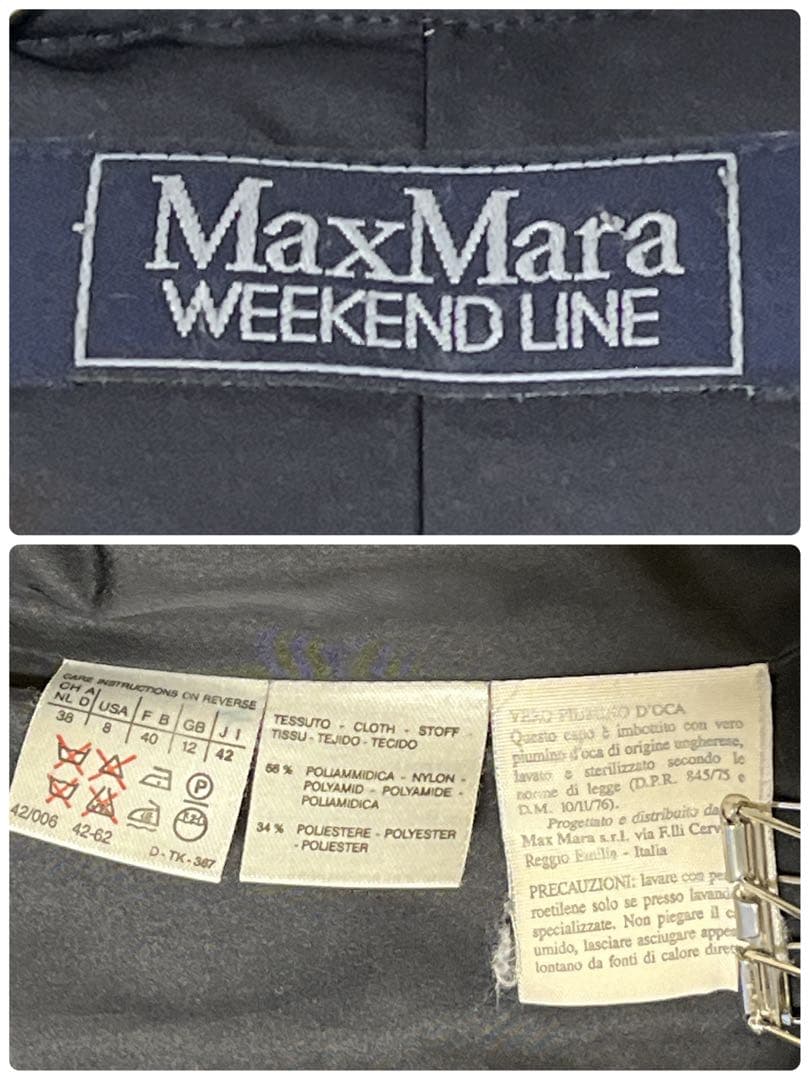 MaxMara
WEEKEND LINE
CARE INSTRUCTIONS ON REVERSE
CH A
NL D USA F B GB J I
38 8 40 12 42
P
42/006 42-62
D-TK-367
TESSUTO - CLOTH - STOFF
TISSU - TEJIDO - TECIDO
66 % POLIAMMIDICA - NYLON -
POLYAMID - POLYAMIDE -
POLIAMIDICA
34 % POLIESTERE - POLYESTER
- POLIESTER
VERO PIUMINO D'OCA
Questo capo è imbottito con vero
piumino d'oca di origine ungherese,
lavato e sterilizzato secondo le
norme di legge (D.P.R. 845/75 e
D.M. 10/11/76).
Progettato e distribuito da
Max Mara s.r.l. via F.lli Cerv
Reggio Emilia - Italia
PRECAUZIONI: lavare con pe
roetilene solo se presso lavand
specializzate. Non piegare il c
umido, lasciare asciugare appe
lontano da fonti di calore dire